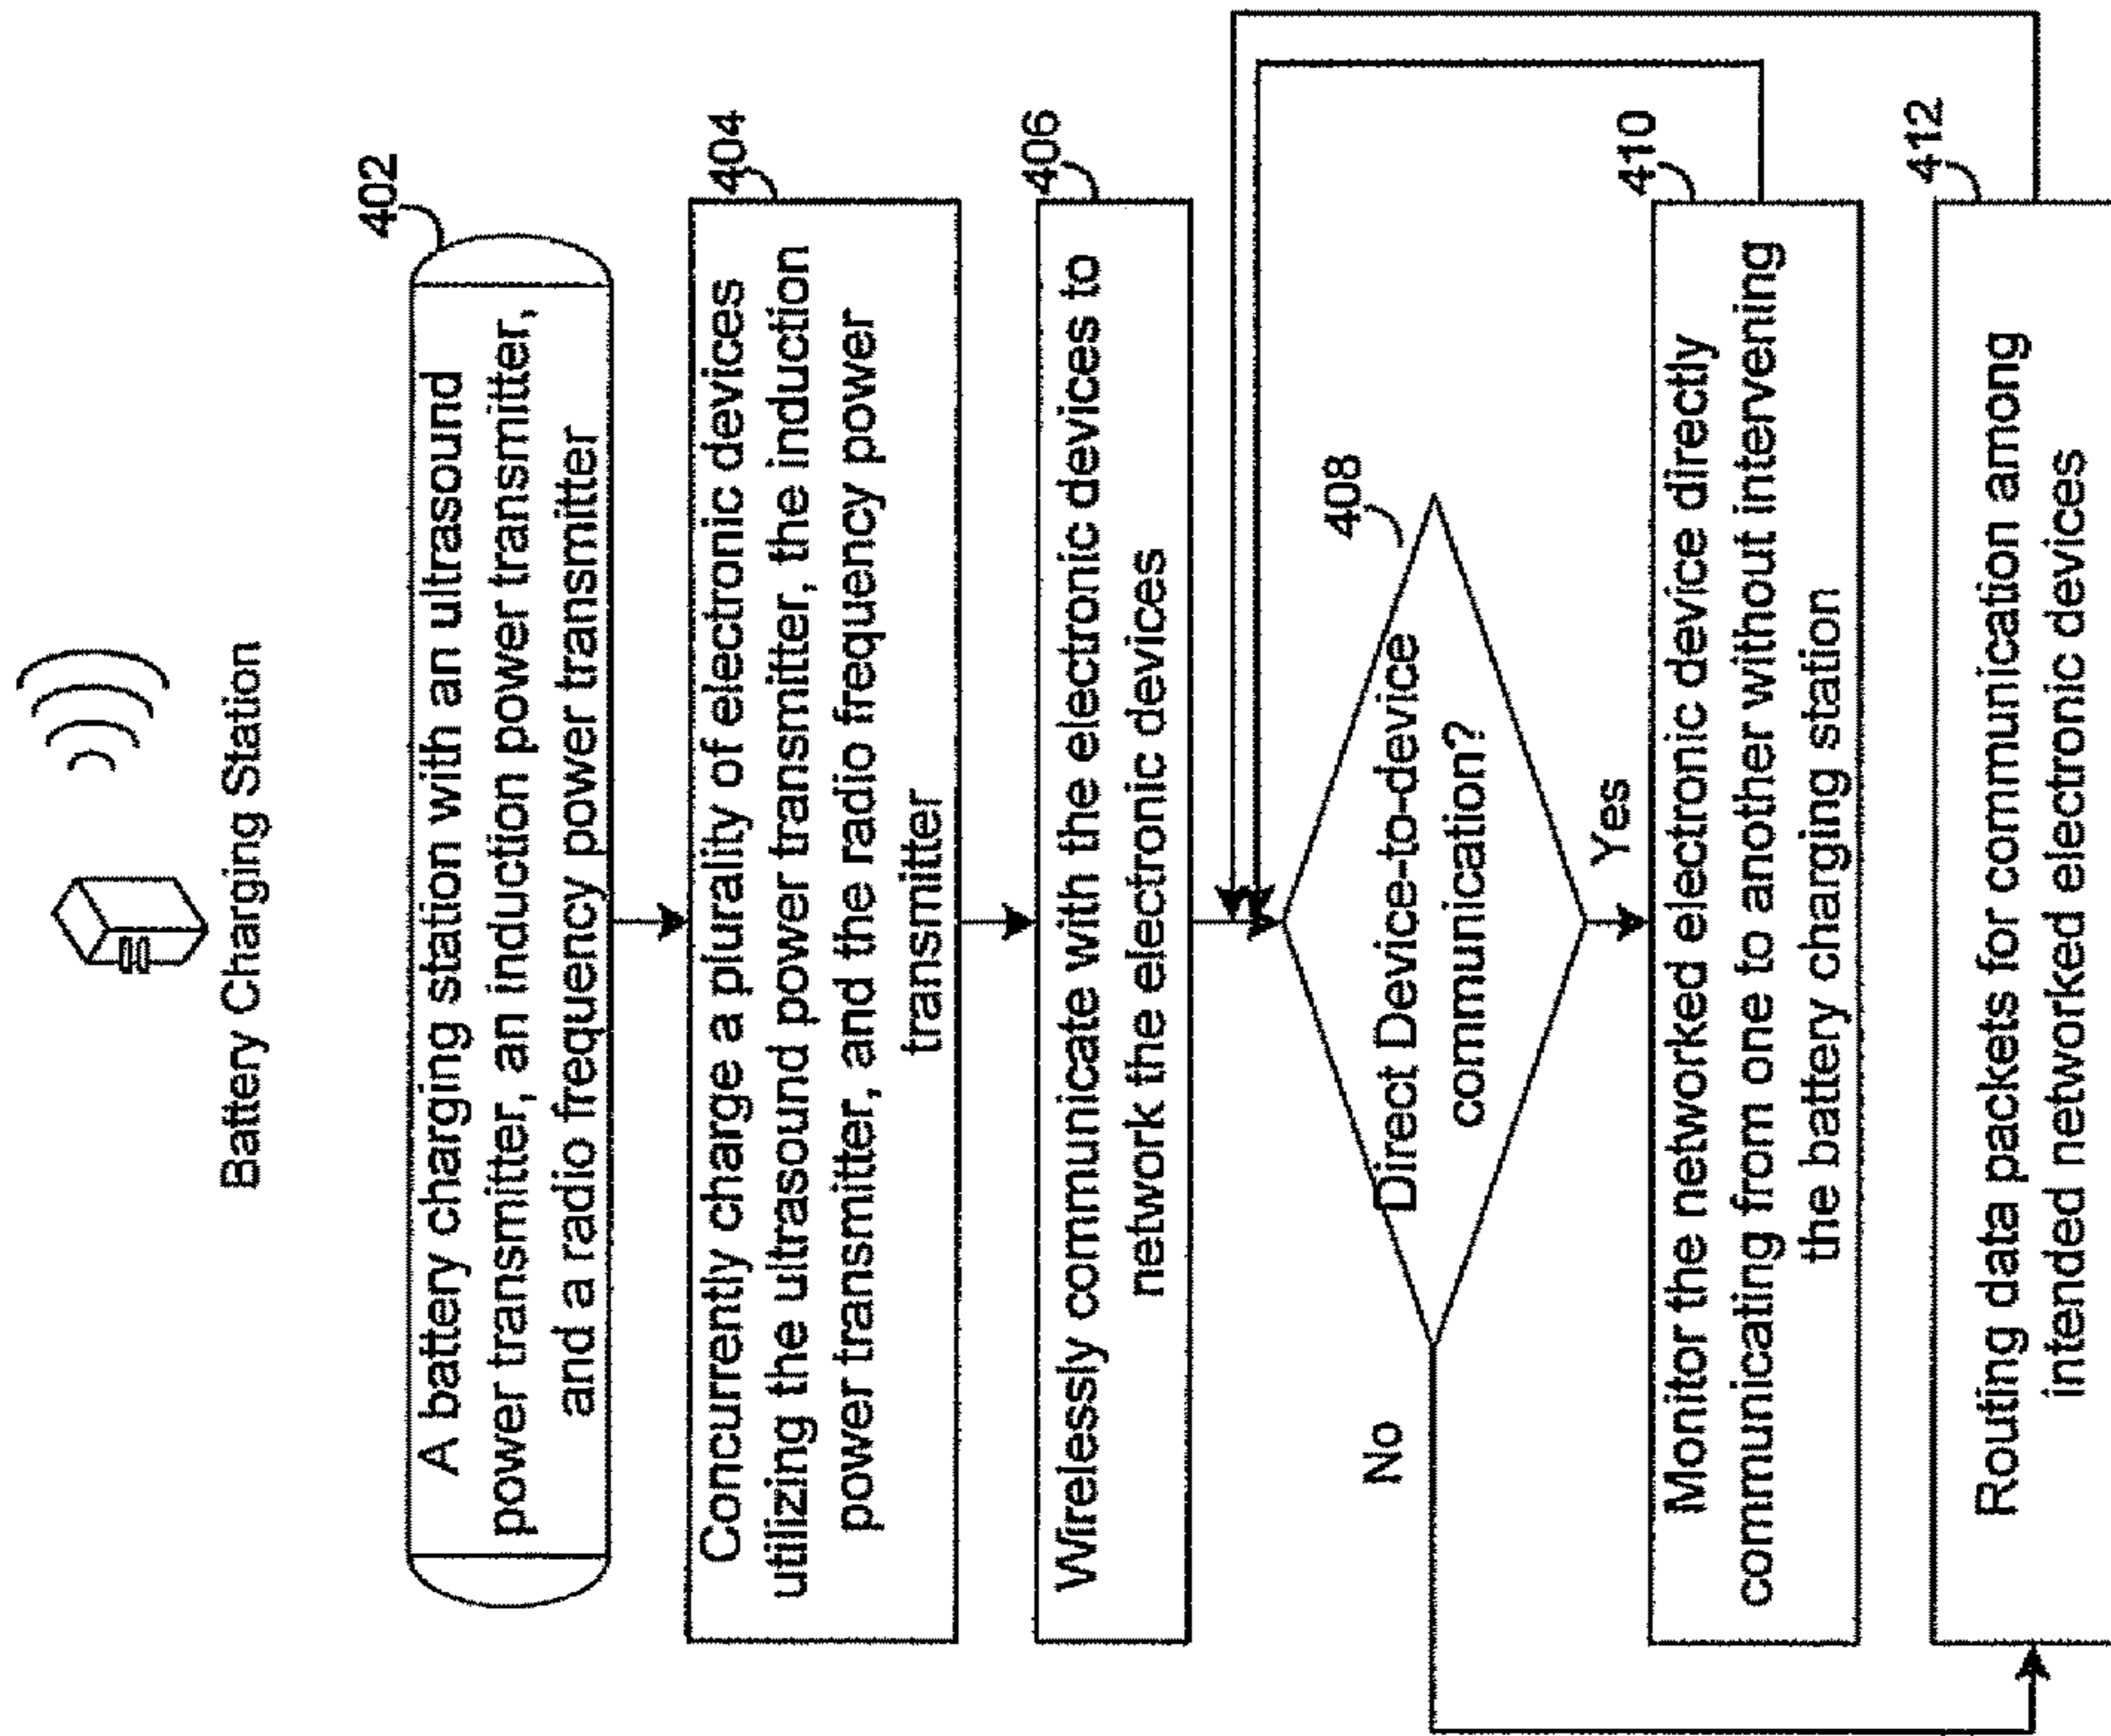 Battery Charging Station
402
A battery charging station with an ultrasound
power transmitter, an induction power transmitter,
and a radio frequency power transmitter
404
Concurrently charge a plurality of electronic devices
utilizing the ultrasound power transmitter, the induction
power transmitter, and the radio frequency power
transmitter
406
Wirelessly communicate with the electronic devices to
network the electronic devices
408
Direct Device-to-device
communication?
No
Yes
410
Monitor the networked electronic device directly
communicating from one to another without intervening
the battery charging station
412
Routing data packets for communication among
intended networked electronic devices